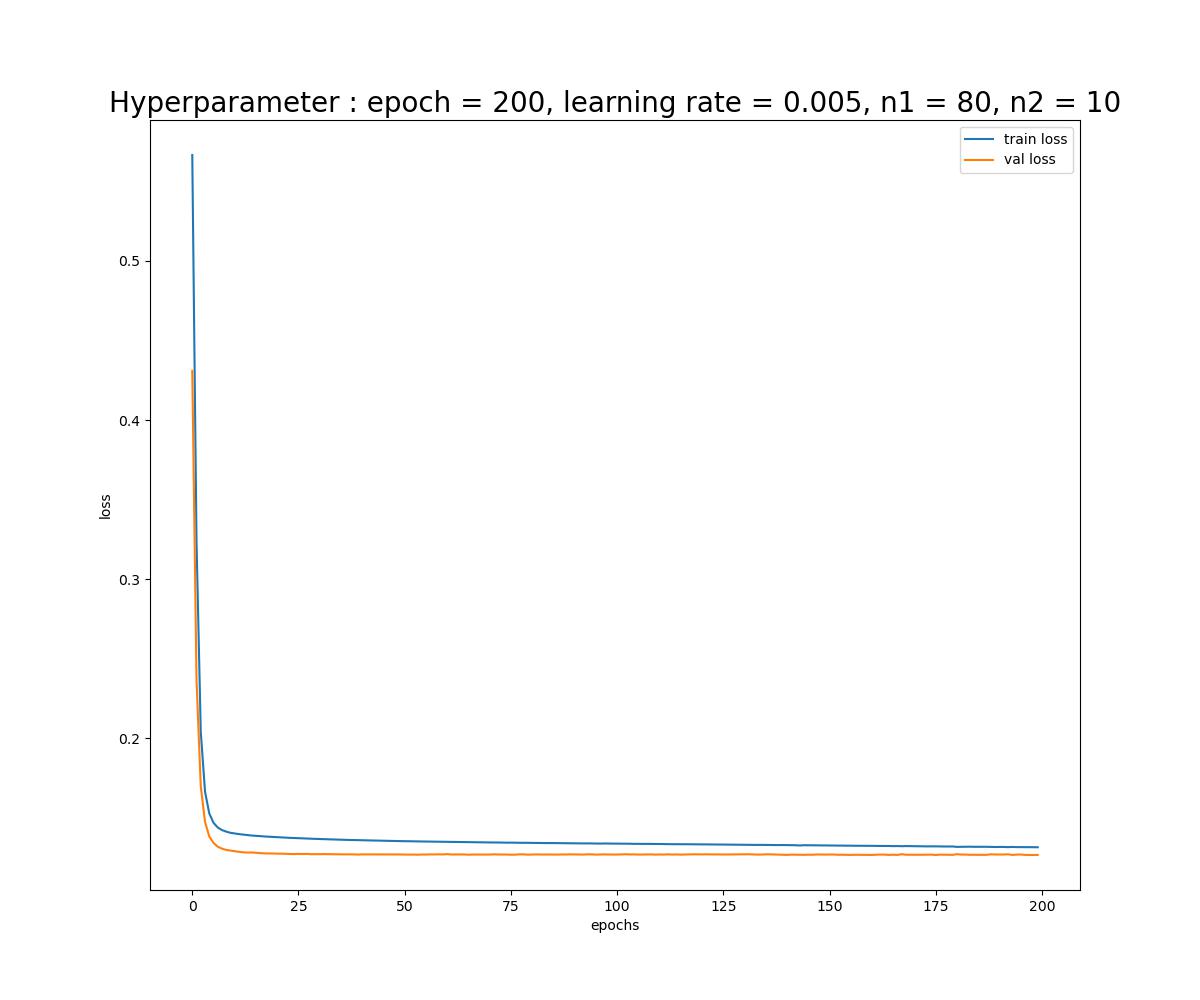 Hyperparameter : epoch = 200, learning rate = 0.005, n1 = 80, n2 = 10
train loss
val loss
0.5
0.4
0.3
0.2
loss
0 25 50 75 100 125 150 175 200
epochs